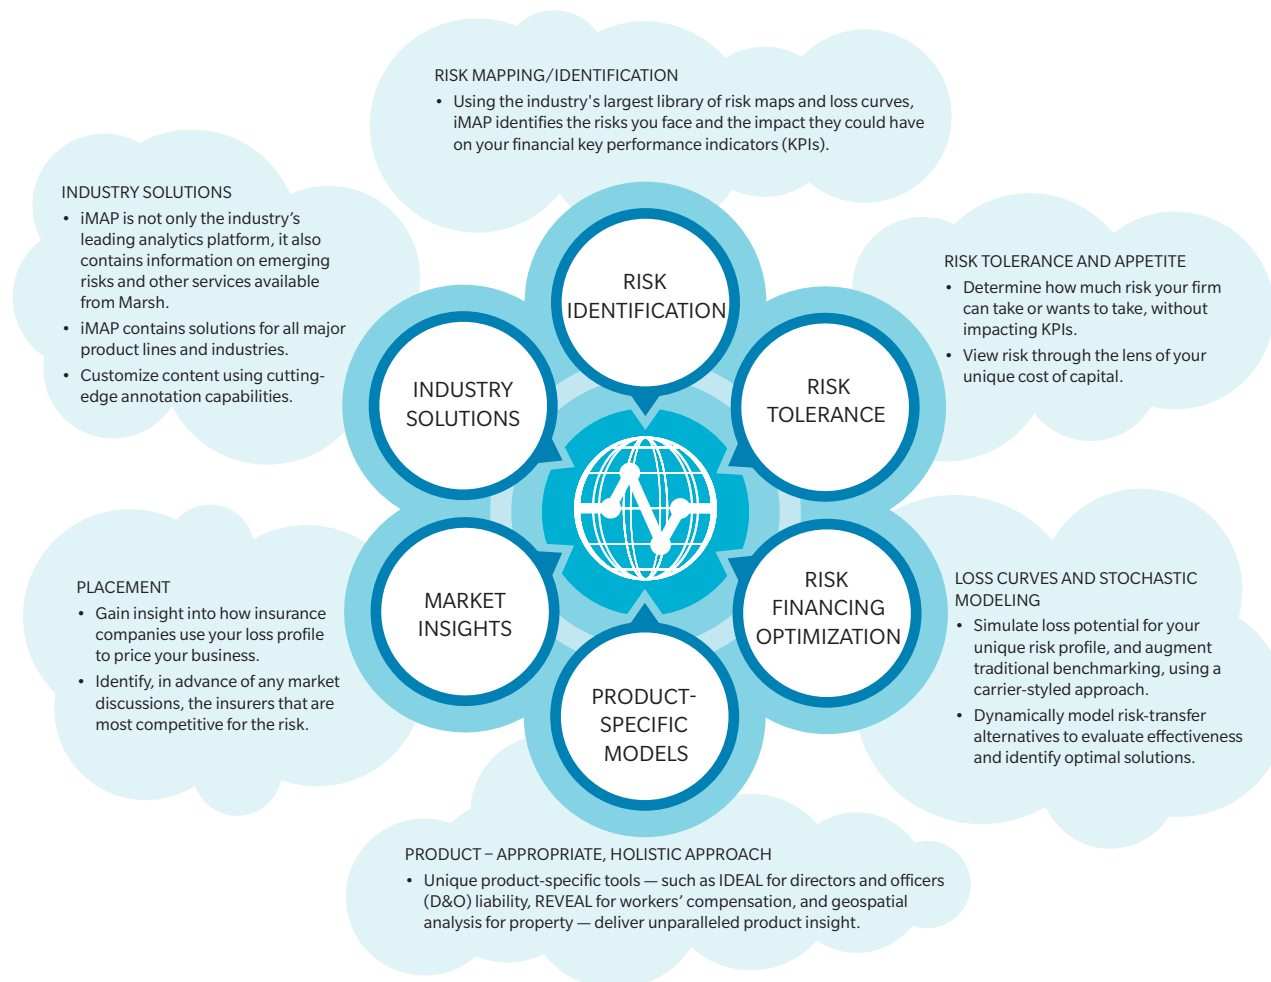 RISK MAPPING/IDENTIFICATION
• Using the industry's largest library of risk maps and loss curves,
iMAP identifies the risks you face and the impact they could have
on your financial key performance indicators (KPIs).
INDUSTRY SOLUTIONS
• iMAP is not only the industry’s
leading analytics platform, it also
contains information on emerging
risks and other services available
from Marsh.
• iMAP contains solutions for all major
product lines and industries.
• Customize content using cutting-
edge annotation capabilities.
RISK TOLERANCE AND APPETITE
• Determine how much risk your firm
can take or wants to take, without
impacting KPIs.
• View risk through the lens of your
unique cost of capital.
RISK
IDENTIFICATION
INDUSTRY
SOLUTIONS
RISK
TOLERANCE
MARKET
INSIGHTS
RISK
FINANCING
OPTIMIZATION
PRODUCT-
SPECIFIC
MODELS
PLACEMENT
• Gain insight into how insurance
companies use your loss profile
to price your business.
• Identify, in advance of any market
discussions, the insurers that are
most competitive for the risk.
LOSS CURVES AND STOCHASTIC
MODELING
• Simulate loss potential for your
unique risk profile, and augment
traditional benchmarking, using a
carrier-styled approach.
• Dynamically model risk-transfer
alternatives to evaluate effectiveness
and identify optimal solutions.
PRODUCT – APPROPRIATE, HOLISTIC APPROACH
• Unique product-specific tools — such as IDEAL for directors and officers
(D&O) liability, REVEAL for workers’ compensation, and geospatial
analysis for property — deliver unparalleled product insight.